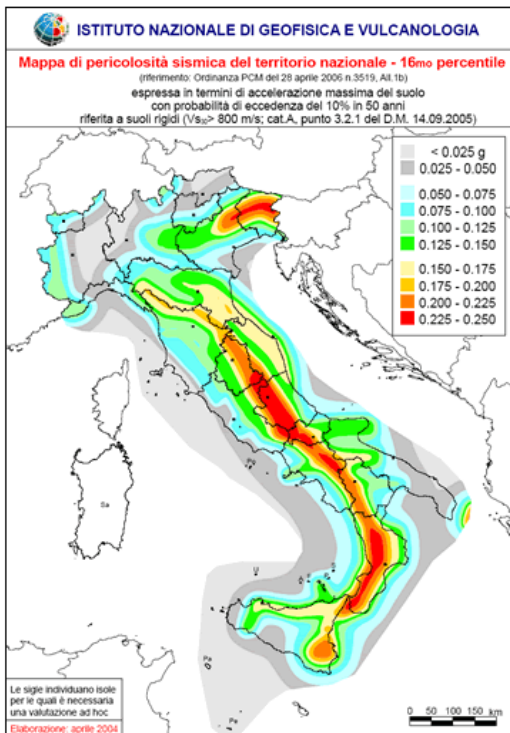 ISTITUTO NAZIONALE DI GEOFISICA E VULCANOLOGIA
Mappa di pericolosità sismica del territorio nazionale - 16mo percentile
(riferimento: Ordinanza PCM del 28 aprile 2006 n.3519, All.1b)
espressa in termini di accelerazione massima del suolo
con probabilità di eccedenza del 10% in 50 anni
riferita a suoli rigidi (Vs30> 800 m/s; cat.A, punto 3.2.1 del D.M. 14.09.2005)
< 0.025 g
0.025 - 0.050
0.050 - 0.075
0.075 - 0.100
0.100 - 0.125
0.125 - 0.150
0.150 - 0.175
0.175 - 0.200
0.200 - 0.225
0.225 - 0.250
Sa
U
Pa
Pe
Le sigle individuano isole
per le quali è necessaria
una valutazione ad hoc
Elaborazione: aprile 2004
0 50 100 150 km